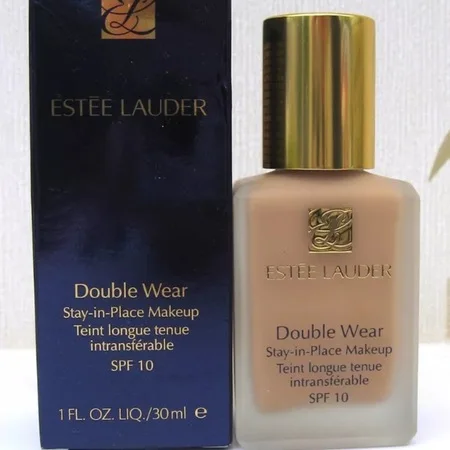 ESTĒE LAUDER
Double Wear
Stay-in-Place Makeup
Teint longue tenue
intransférable
SPF 10
1 FL. OZ. LIQ./30 ml e
ESTĒE LAUDER
Double Wear
Stay-in-Place Makeup
Teint longue tenue
intransférable
SPF 10